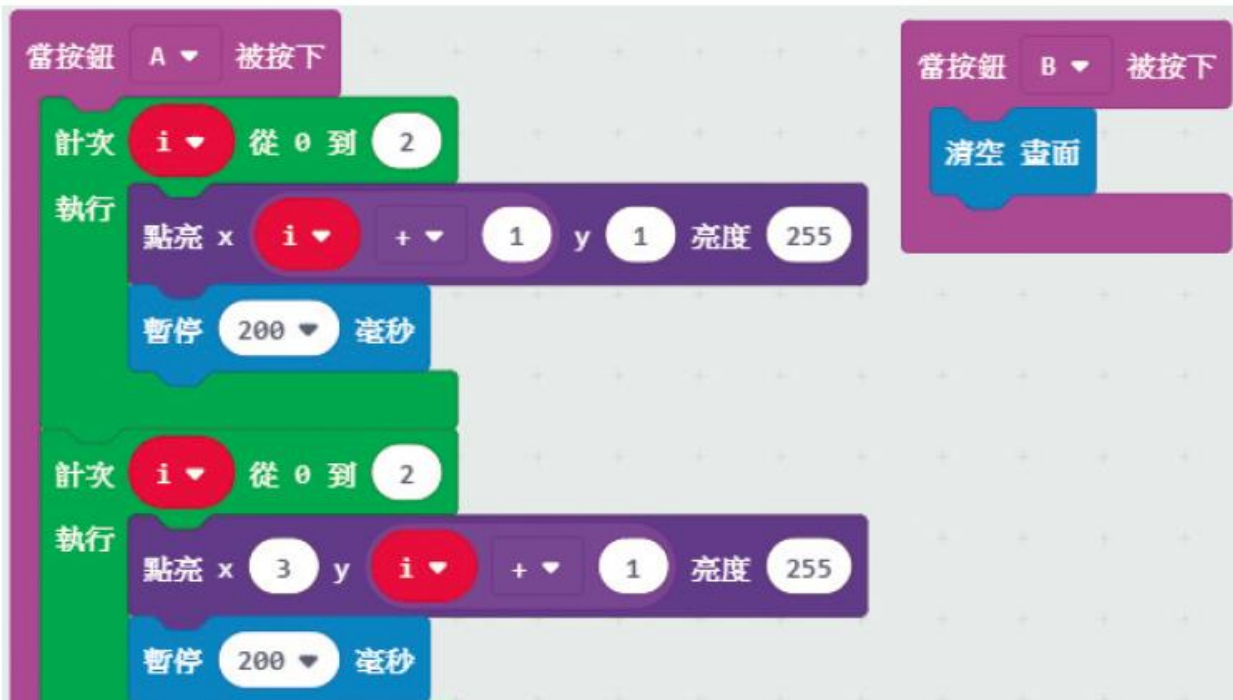 當按鈕 A 被按下
計次 i 從 0 到 2
執行
點亮 x i + 1 y 1 亮度 255
暫停 200 毫秒
計次 i 從 0 到 2
執行
點亮 x 3 y i + 1 亮度 255
暫停 200 毫秒
當按鈕 B 被按下
清空 畫面